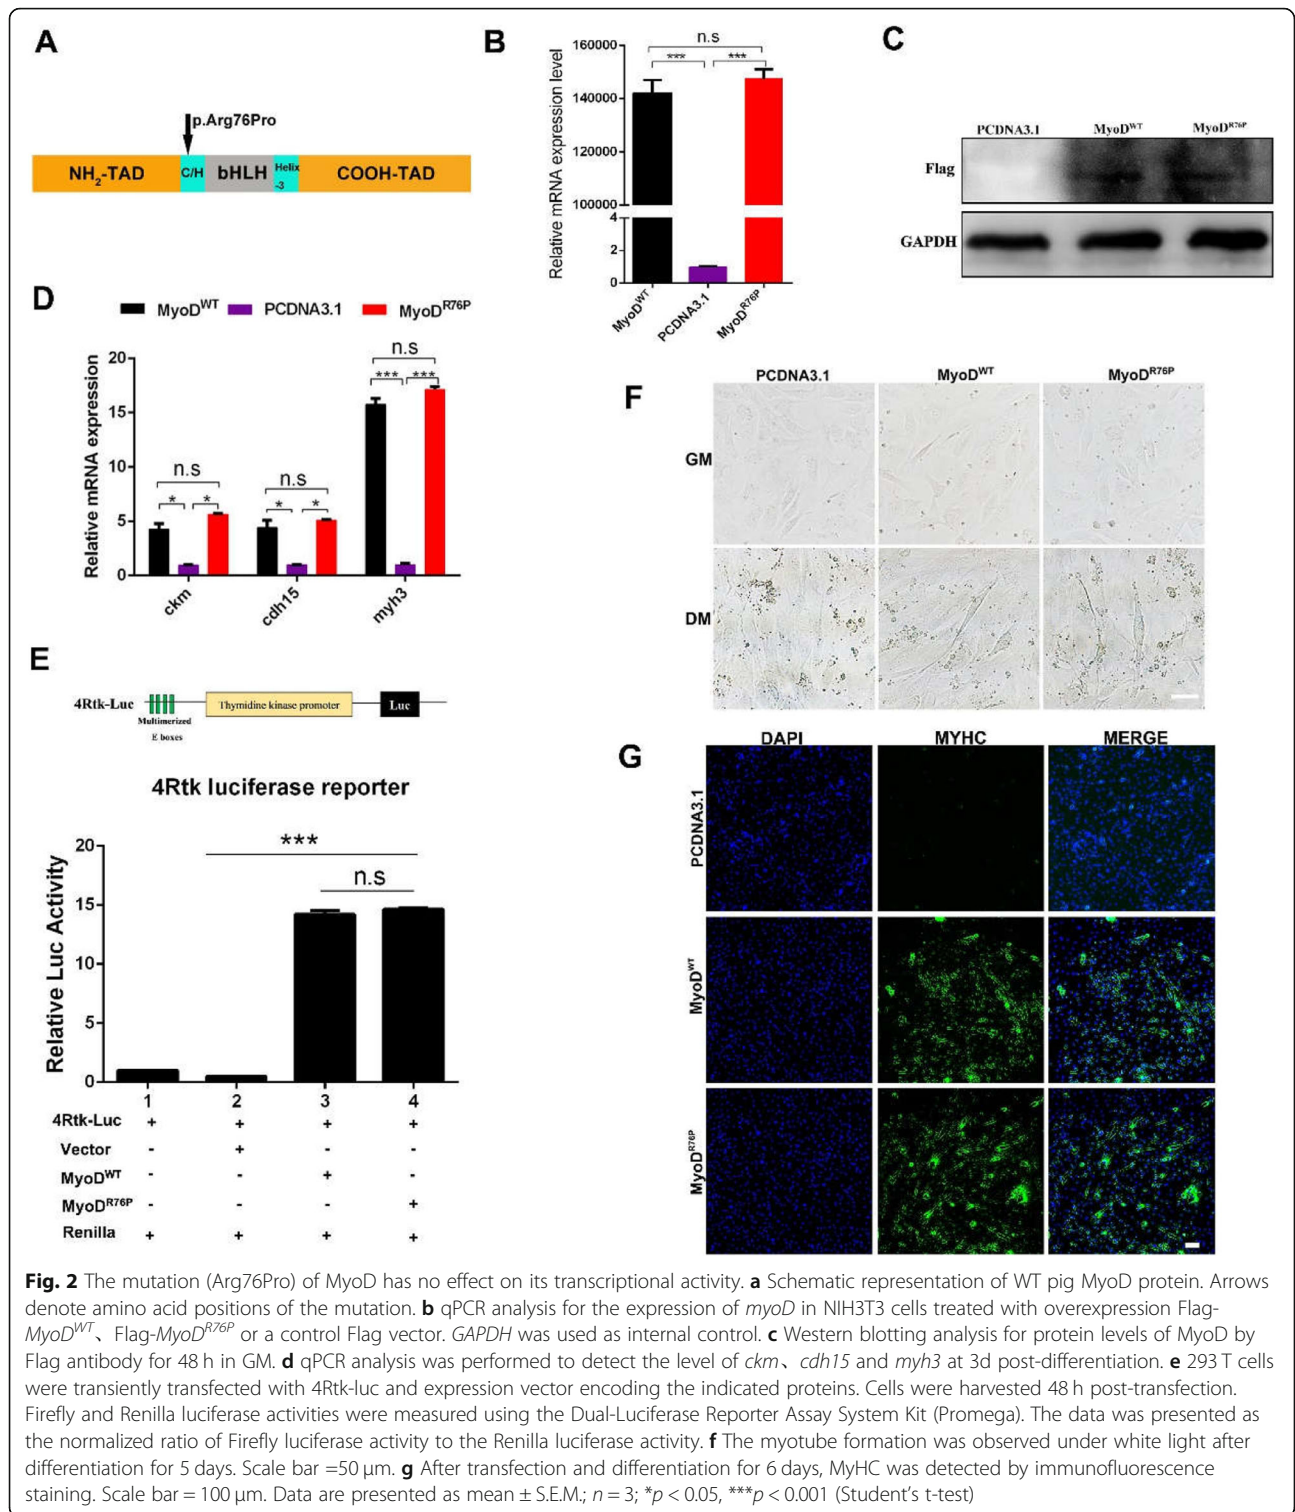 A
p.Arg76Pro
NH2-TAD C/H bHLH Helix-3 COOH-TAD
B
Relative mRNA expression level
160000
140000
120000
100000
4
2
0
n.s
*** ***
MyoDWT PCDNA3.1 MyoDR76P
C
PCDNA3.1 MyoDWT MyoDR76P
Flag
GAPDH
D
MyoDWT PCDNA3.1 MyoDR76P
Relative mRNA expression
20
15
10
5
0
n.s
* *
n.s
* *
n.s
*** ***
ckm cdh15 myh3
E
4Rtk-Luc
Thymidine kinase promoter Luc
Multimerized
E boxes
4Rtk luciferase reporter
Relative Luc Activity
20
15
10
5
0
***
n.s
1 2 3 4
4Rtk-Luc + + + +
Vector - + - -
MyoDWT - - + -
MyoDR76P - - - +
Renilla + + + +
F
PCDNA3.1 MyoDWT MyoDR76P
GM
DM
G
DAPI MYHC MERGE
PCDNA3.1
MyoDWT
MyoDR76P
Fig. 2 The mutation (Arg76Pro) of MyoD has no effect on its transcriptional activity. a Schematic representation of WT pig MyoD protein. Arrows
denote amino acid positions of the mutation. b qPCR analysis for the expression of myoD in NIH3T3 cells treated with overexpression Flag-
MyoDWT、Flag-MyoDR76P or a control Flag vector. GAPDH was used as internal control. c Western blotting analysis for protein levels of MyoD by
Flag antibody for 48 h in GM. d qPCR analysis was performed to detect the level of ckm、cdh15 and myh3 at 3d post-differentiation. e 293 T cells
were transiently transfected with 4Rtk-luc and expression vector encoding the indicated proteins. Cells were harvested 48 h post-transfection.
Firefly and Renilla luciferase activities were measured using the Dual-Luciferase Reporter Assay System Kit (Promega). The data was presented as
the normalized ratio of Firefly luciferase activity to the Renilla luciferase activity. f The myotube formation was observed under white light after
differentiation for 5 days. Scale bar =50 μm. g After transfection and differentiation for 6 days, MyHC was detected by immunofluorescence
staining. Scale bar = 100 μm. Data are presented as mean ± S.E.M.; n = 3; *p < 0.05, ***p < 0.001 (Student's t-test)